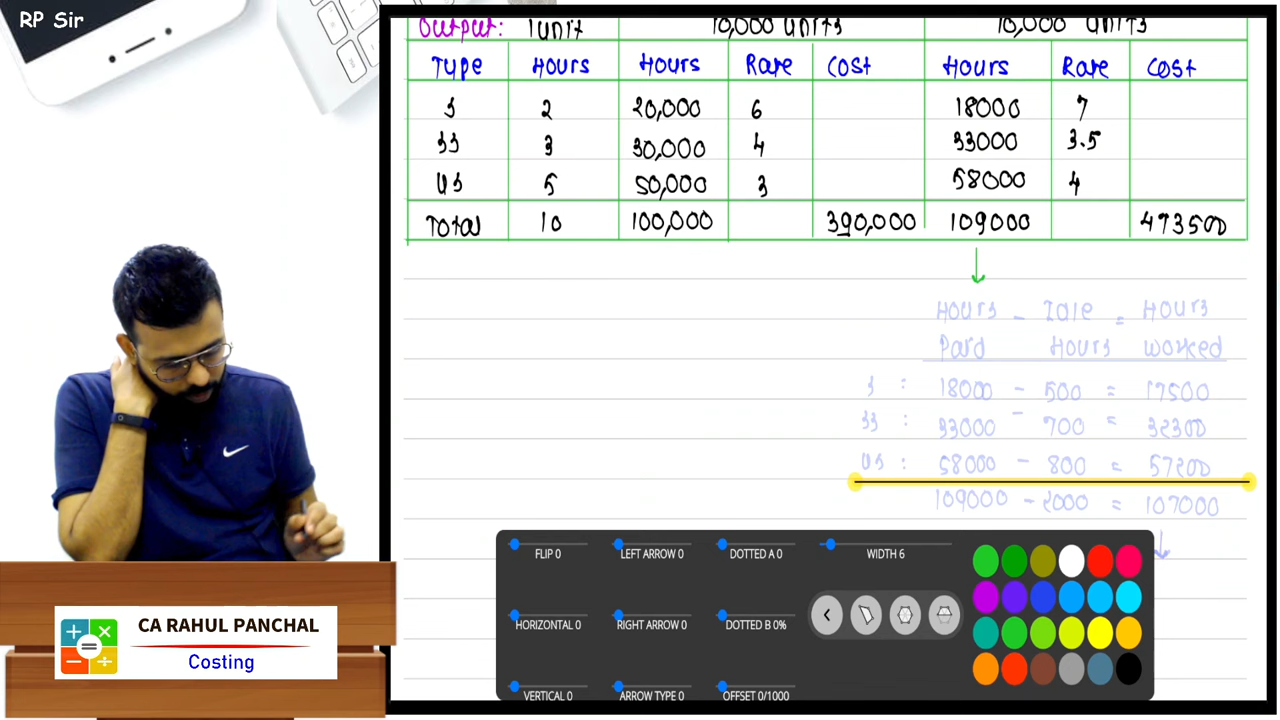 RP Sir
Output: 1unit 10,000 units 10,000 units
Type Hours Hours Rate Cost Hours Rate Cost
S 2 20,000 6 18000 7
SS 3 30,000 4 33000 3.5
US 5 50,000 3 58000 4
Total 10 100,000 390,000 109000 473500
Hours - Idle = Hours
Paid Hours worked
S : 18000 - 500 = 17500
SS : 33000 - 700 = 32300
US : 58000 - 800 = 57200
109000 - 2000 = 107000
FLIP 0 LEFT ARROW 0 DOTTED A 0 WIDTH 6
HORIZONTAL 0 RIGHT ARROW 0 DOTTED B 0%
VERTICAL 0 ARROW TYPE 0 OFFSET 0/1000
CA RAHUL PANCHAL
Costing